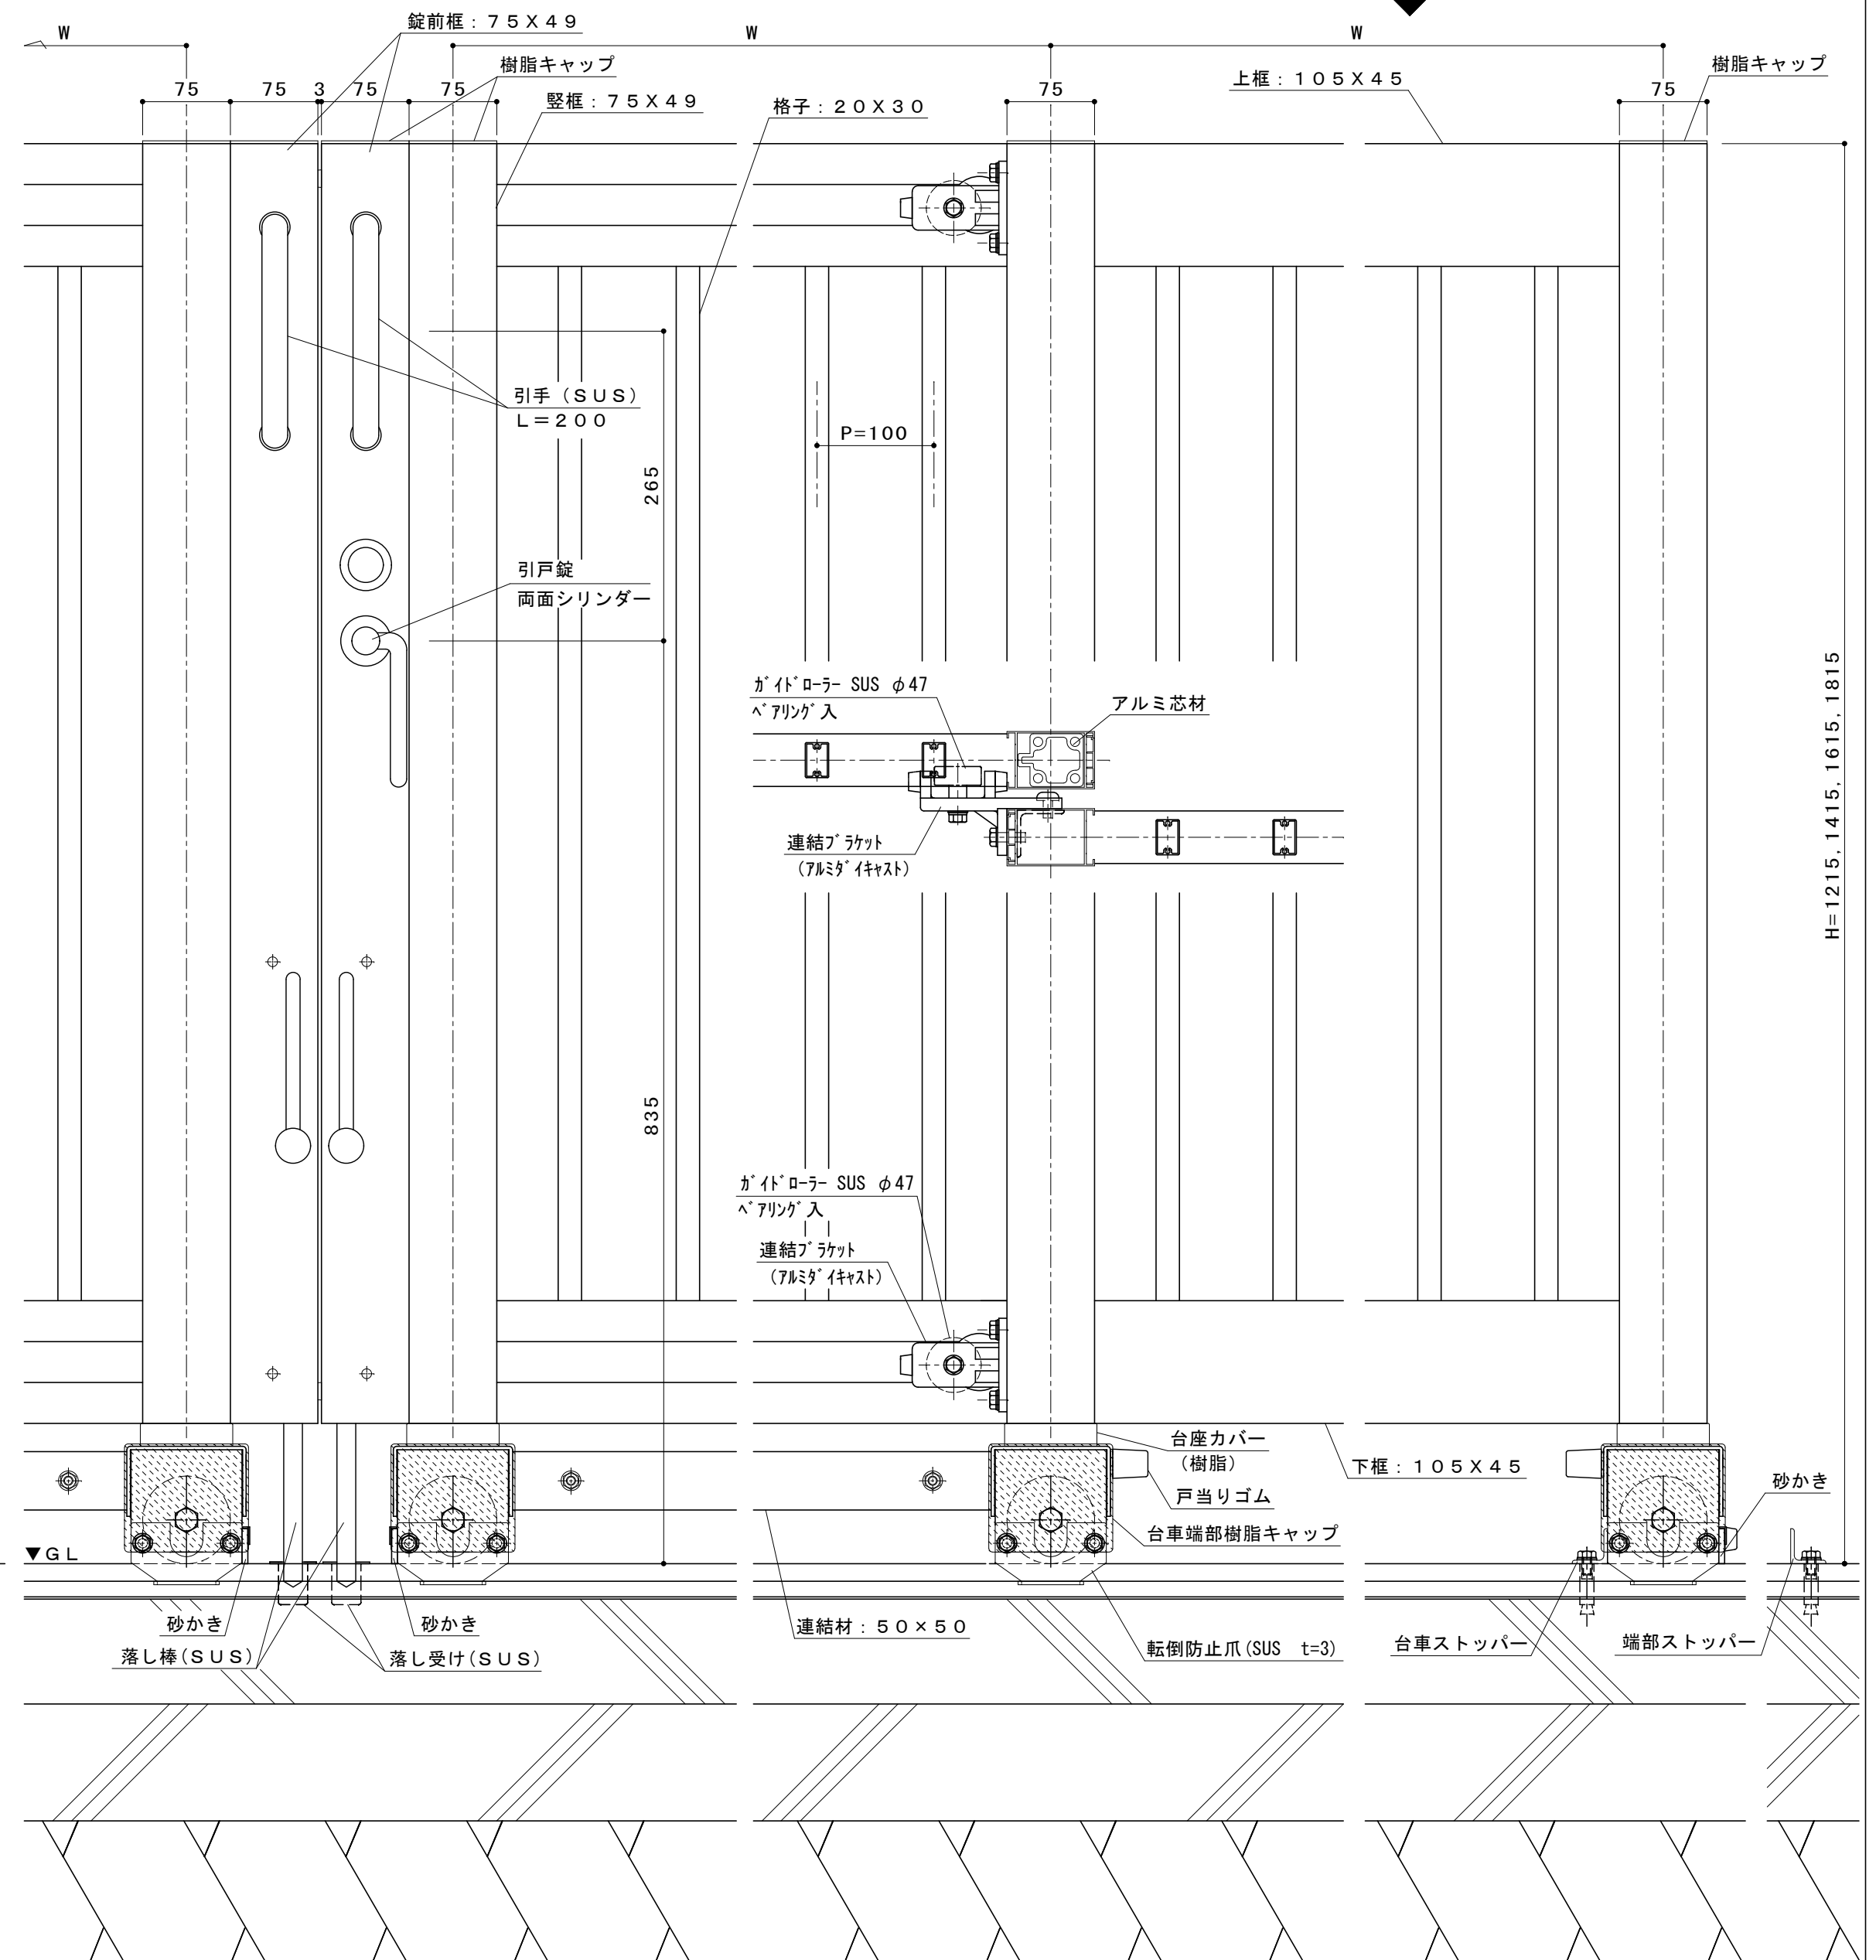 錠前框：７５Ｘ４９
W
W
W
樹脂キャップ
樹脂キャップ
上框：１０５Ｘ４５
75
75
3
75
75
竪框：７５Ｘ４９
格子：２０Ｘ３０
75
75
引手（ＳＵＳ）
Ｌ＝２００
P=100
265
引戸錠
両面シリンダー
H=1215, 1415, 1615, 1815
ｶﾞｲﾄﾞﾛｰﾗｰ SUS φ47
ﾍﾞｱﾘﾝｸﾞ入
アルミ芯材
連結ﾌﾞﾗｹｯﾄ
（ｱﾙﾐﾀﾞｲｷｬｽﾄ）
835
ｶﾞｲﾄﾞﾛｰﾗｰ SUS φ47
ﾍﾞｱﾘﾝｸﾞ入
連結ﾌﾞﾗｹｯﾄ
（ｱﾙﾐﾀﾞｲｷｬｽﾄ）
台座カバー
（樹脂）
下框：１０５Ｘ４５
戸当りゴム
砂かき
台車端部樹脂キャップ
▼ＧＬ
砂かき
砂かき
連結材：５０×５０
落し棒(ＳＵＳ)
落し受け(ＳＵＳ)
転倒防止爪(SUS t=3)
台車ストッパー
端部ストッパー